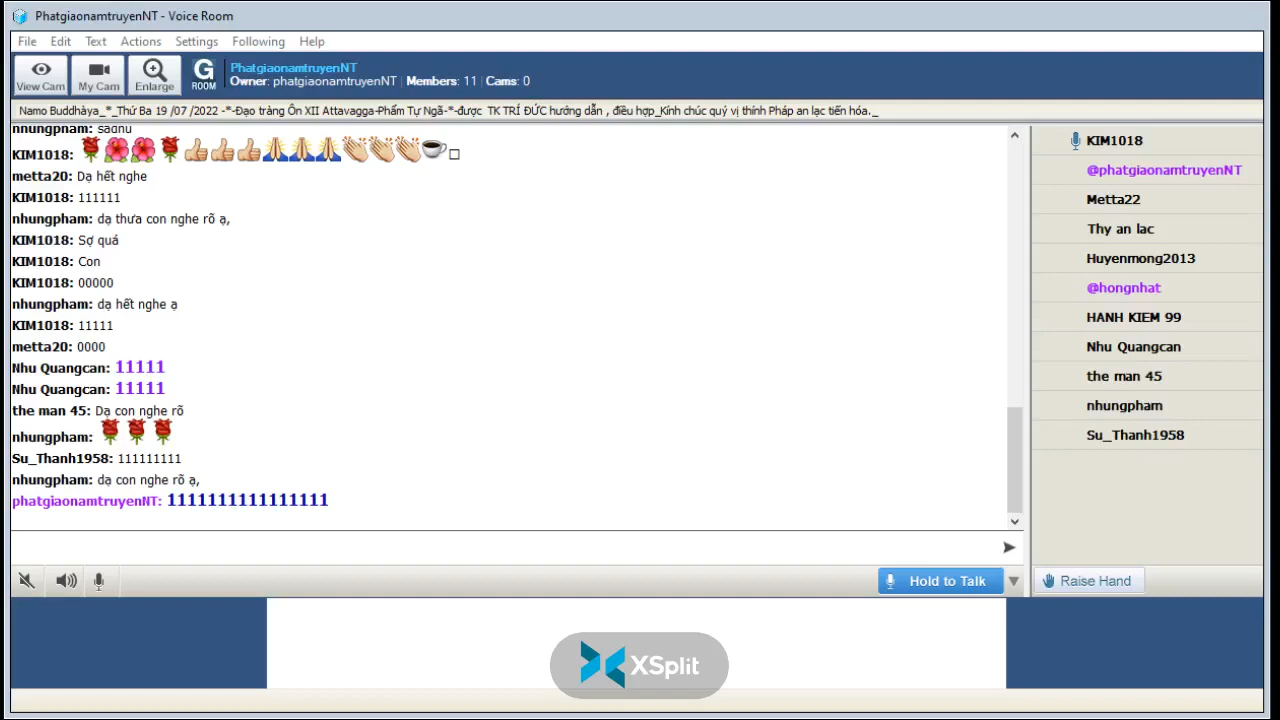 PhatgiaonamtruyenNT - Voice Room
File Edit Text Actions Settings Following Help
View Cam My Cam Enlarge G ROOM
PhatgiaonamtruyenNT
Owner: phatgiaonamtruyenNT Members: 11 Cams: 0
Namo Buddhàya_*_Thứ Ba 19 /07 /2022 -*-Đạo tràng Ôn XII Attavagga-Phẩm Tự Ngã-*-được TK TRÍ ĐỨC hướng dẫn , điều hợp_Kính chúc quý vị thính Pháp an lạc tiến hóa._
nhungpham: sadhu
KIM1018:
metta20: Dạ hết nghe
KIM1018: 111111
nhungpham: dạ thưa con nghe rõ ạ,
KIM1018: Sợ quá
KIM1018: Con
KIM1018: 00000
nhungpham: dạ hết nghe ạ
KIM1018: 11111
metta20: 0000
Nhu Quangcan: 11111
Nhu Quangcan: 11111
the man 45: Dạ con nghe rõ
nhungpham:
Su_Thanh1958: 111111111
nhungpham: dạ con nghe rõ ạ,
phatgiaonamtruyenNT: 1111111111111111
KIM1018
@phatgiaonamtruyenNT
Metta22
Thy an lac
Huyenmong2013
@hongnhat
HANH KIEM 99
Nhu Quangcan
the man 45
nhungpham
Su_Thanh1958
Hold to Talk
Raise Hand
XSplit